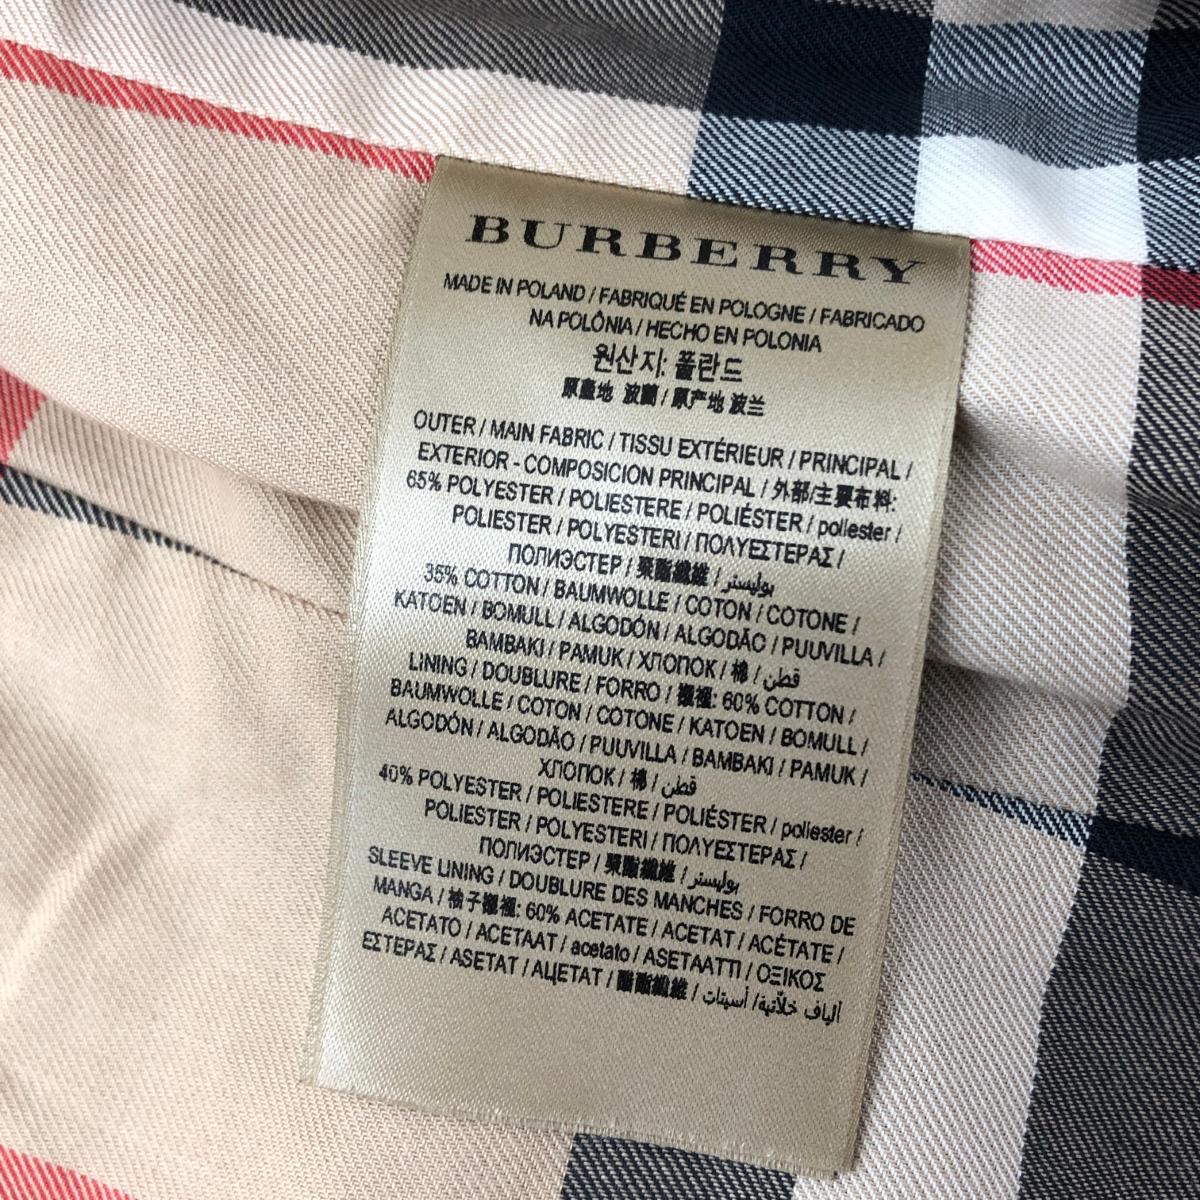 BURBERRY
MADE IN POLAND / FABRIQUÉ EN POLOGNE / FABRICADO
NA POLÔNIA / HECHO EN POLONIA
원산지: 폴란드
原產地 波蘭 / 原产地 波兰
OUTER / MAIN FABRIC / TISSU EXTÉRIEUR / PRINCIPAL /
EXTERIOR - COMPOSICION PRINCIPAL / 外部/主要布料:
65% POLYESTER / POLIESTERE / POLIÉSTER / poliester /
POLIESTER / POLYESTERI / ΠΟΛΥΕΣΤΕΡΑΣ /
ПОЛИЭСТЕР / 聚酯纖維 / بوليستر
35% COTTON / BAUMWOLLE / COTON / COTONE /
KATOEN / BOMULL / ALGODÓN / ALGODÃO / PUUVILLA /
BAMBAKI / PAMUK / ХЛОПОК / 棉 / قطن
LINING / DOUBLURE / FORRO / 襯裡: 60% COTTON /
BAUMWOLLE / COTON / COTONE / KATOEN / BOMULL /
ALGODÓN / ALGODÃO / PUUVILLA / BAMBAKI / PAMUK /
ХЛОПОК / 棉 / قطن
40% POLYESTER / POLIESTERE / POLIÉSTER / poliester /
POLIESTER / POLYESTERI / ΠΟΛΥΕΣΤΕΡΑΣ /
ПОЛИЭСТЕР / 聚酯纖維 / بوليستر
SLEEVE LINING / DOUBLURE DES MANCHES / FORRO DE
MANGA / 袖子襯裡: 60% ACETATE / ACETAT / ACÉTATE /
ACETATO / ACETAAT / acetato / ASETAATTI / ΟΞΙΚΟΣ
ΕΣΤΕΡΑΣ / ASETAT / АЦЕТАТ / 醋酯纖維 / ألياف خلّاتية/ أسيتات